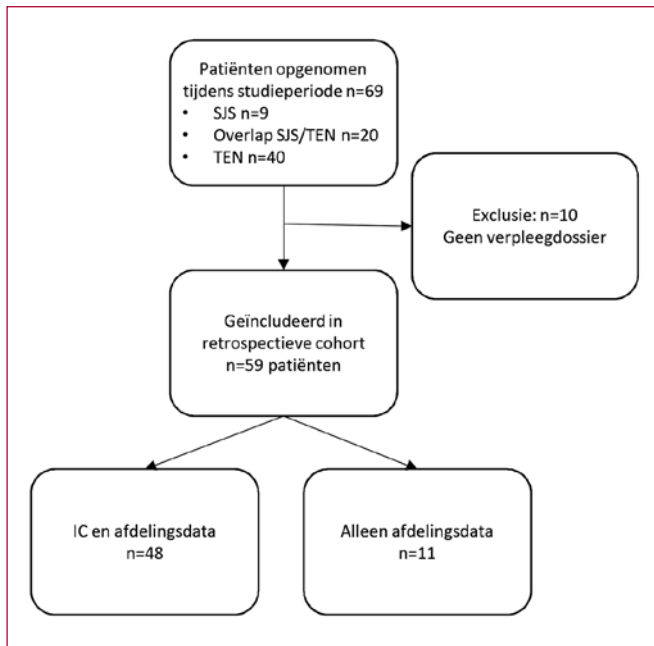 Patiënten opgenomen
tijdens studieperiode n=69
• SJS n=9
• Overlap SJS/TEN n=20
• TEN n=40
Exclusie: n=10
Geen verpleegdossier
Geïncludeerd in
retrospectieve cohort
n=59 patiënten
IC en afdelingsdata
n=48
Alleen afdelingsdata
n=11